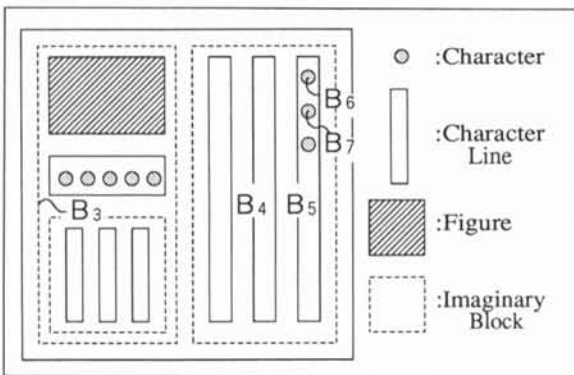 B6
B7
B3
B4
B5
:Character
:Character
Line
:Figure
:Imaginary
Block